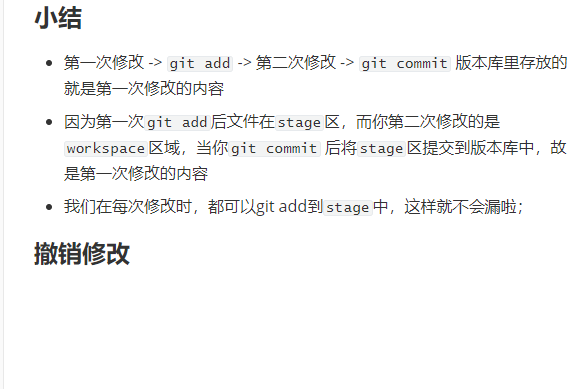 小结
第一次修改 -> git add -> 第二次修改 -> git commit 版本库里存放的
就是第一次修改的内容
因为第一次git add后文件在stage区，而你第二次修改的是
workspace区域，当你git commit 后将stage区提交到版本库中，故
是第一次修改的内容
我们在每次修改时，都可以git add到stage中，这样就不会漏啦；
撤销修改